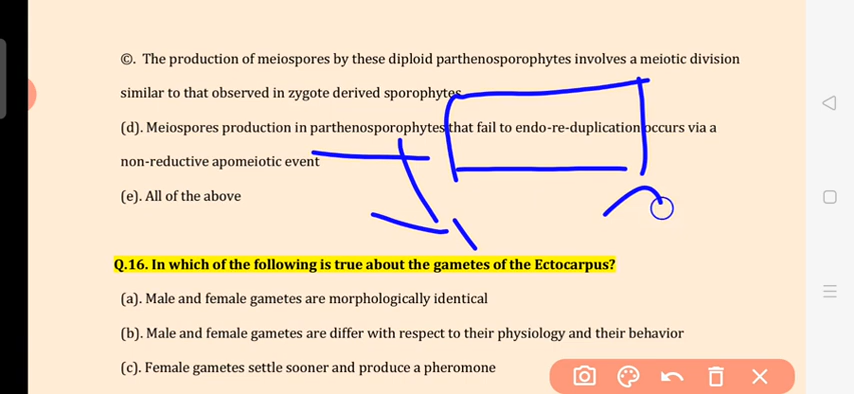 ©. The production of meiospores by these diploid parthenosporophytes involves a meiotic division
similar to that observed in zygote derived sporophytes
(d). Meiospores production in parthenosporophytes that fail to endo-re-duplication occurs via a
non-reductive apomeiotic event
(e). All of the above
Q.16. In which of the following is true about the gametes of the Ectocarpus?
(a). Male and female gametes are morphologically identical
(b). Male and female gametes are differ with respect to their physiology and their behavior
(c). Female gametes settle sooner and produce a pheromone